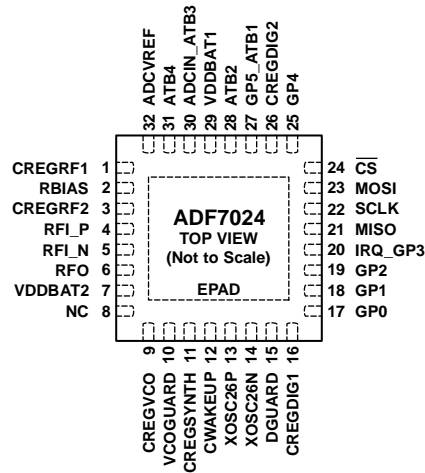 32 ADCVREF
31 ATB4
30 ADCIN_ATB3
29 VDDBAT1
28 ATB2
27 GP5_ATB1
26 CREGDIG2
25 GP4
CREGRF1 1
RBIAS 2
CREGRF2 3
RFI_P 4
RFI_N 5
RFO 6
VDDBAT2 7
NC 8
ADF7024
TOP VIEW
(Not to Scale)
EPAD
24 CS
23 MOSI
22 SCLK
21 MISO
20 IRQ_GP3
19 GP2
18 GP1
17 GP0
CREGVCO 9
VCOGUARD 10
CREGSYNTH 11
CWAKEUP 12
XOSC26P 13
XOSC26N 14
DGUARD 15
CREGDIG1 16